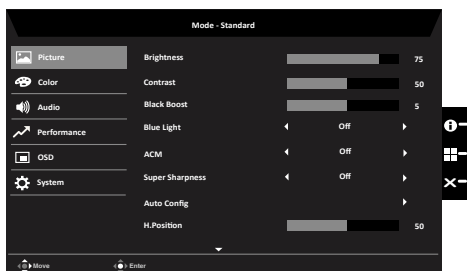 Mode - Standard
Picture
Color
Audio
Performance
OSD
System
Brightness 75
Contrast 50
Black Boost 5
Blue Light Off
ACM Off
Super Sharpness Off
Auto Config
H.Position 50
Move Enter